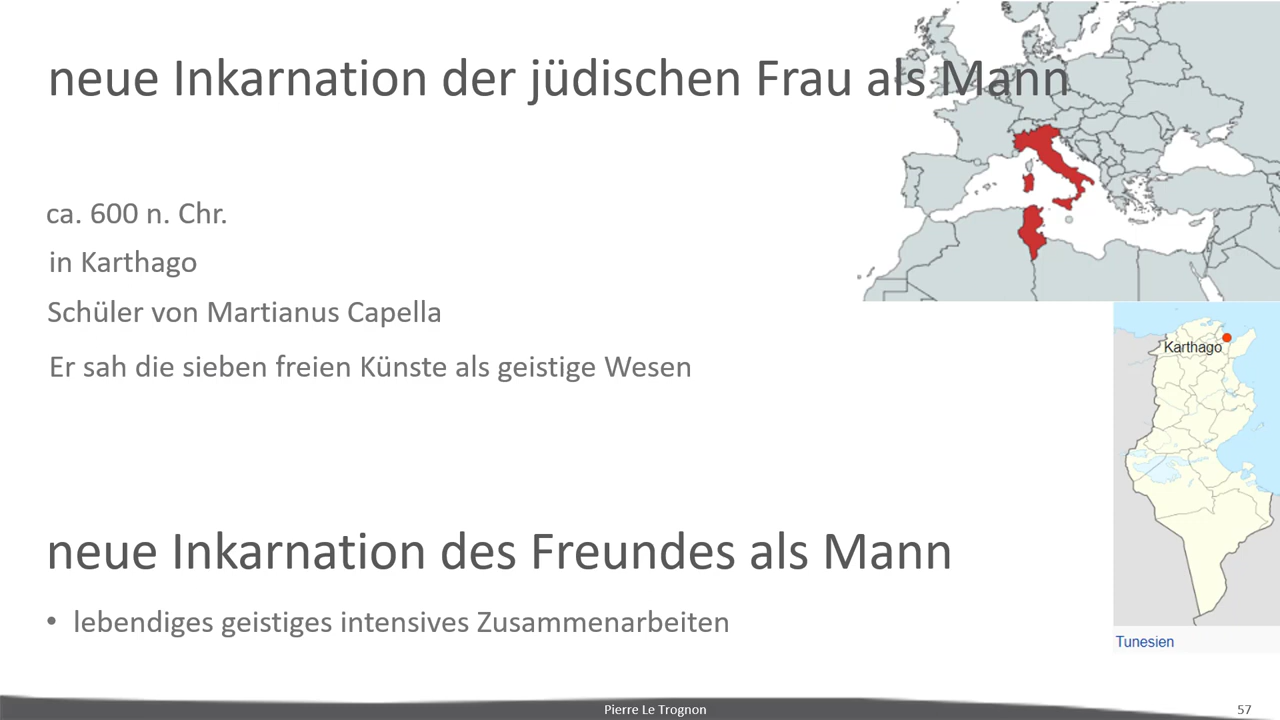 neue Inkarnation der jüdischen Frau als Mann
ca. 600 n. Chr.
in Karthago
Schüler von Martianus Capella
Er sah die sieben freien Künste als geistige Wesen
Karthago
Tunesien
neue Inkarnation des Freundes als Mann
• lebendiges geistiges intensives Zusammenarbeiten
Pierre Le Trognon
57